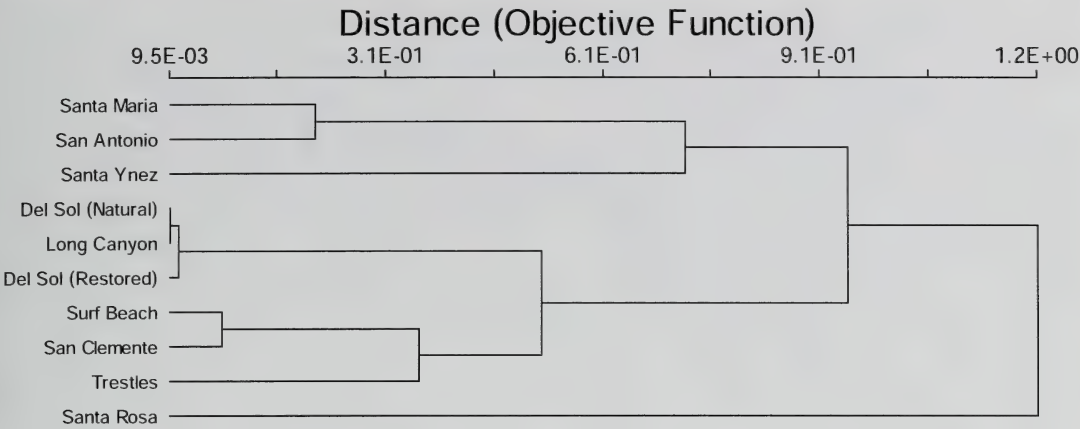 Distance (Objective Function)
9.5E-03 3.1E-01 6.1E-01 9.1E-01 1.2E+00
Santa Maria
San Antonio
Santa Ynez
Del Sol (Natural)
Long Canyon
Del Sol (Restored)
Surf Beach
San Clemente
Trestles
Santa Rosa